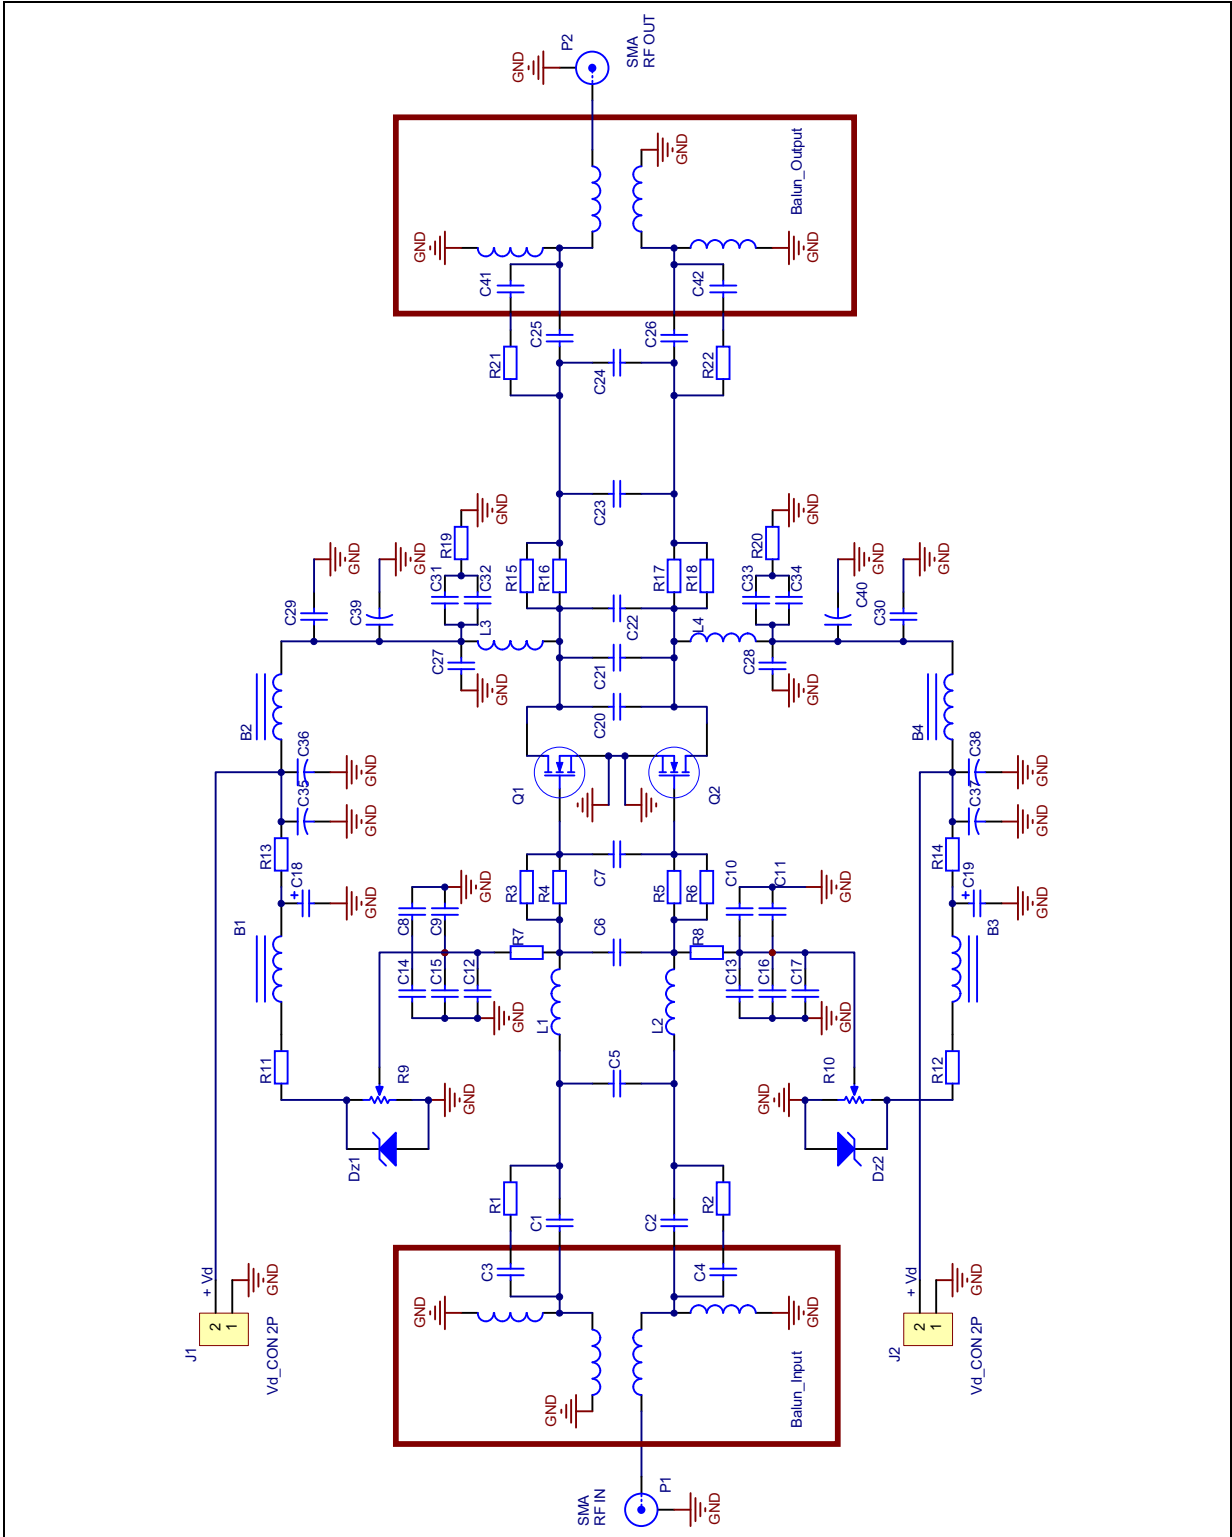 GND
P2
SMA
RF OUT
GND
Balun_Output
GND
GND
C41
C42
C25
C26
R21
C24
R22
C23
GND
GND
R19
R20
GND
GND
GND
GND
C31
C32
R15
R16
R17
R18
C33
C34
C29
C39
C22
C40
C30
L3
L4
C27
C21
C28
GND
GND
C20
B2
B4
C36
C38
C35
C37
GND
GND
GND
GND
Q1
Q2
R13
R14
+
C18
+
C19
GND
GND
R3
R4
C7
R5
R6
C10
C11
GND
GND
C8
C9
B1
B3
R7
C6
R8
C14
C15
C12
C13
C16
C17
GND
GND
L1
L2
R11
C5
R12
R9
R10
GND
GND
Dz1
Dz2
R1
R2
C1
C2
C3
C4
+ Vd
GND
+ Vd
GND
J1
2
1
Vd_CON 2P
J2
2
1
Vd_CON 2P
GND
GND
GND
Balun_Input
SMA
RF IN
P1
GND